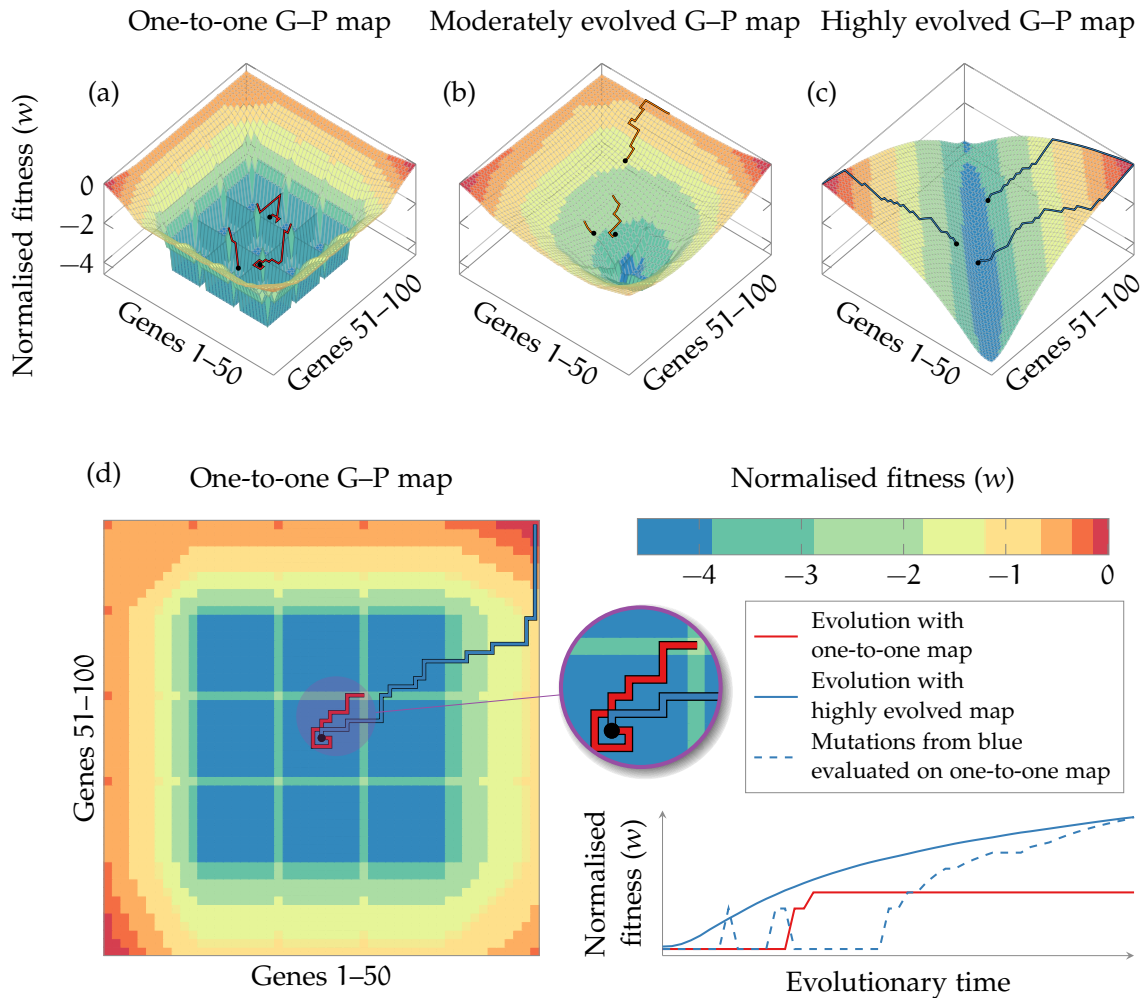 One-to-one G–P map
Moderately evolved G–P map
Highly evolved G–P map
(a)
(b)
(c)
Normalised fitness (w)
0
−2
−4
Genes 1–50
Genes 51–100
Genes 1–50
Genes 51–100
Genes 1–50
Genes 51–100
(d)
One-to-one G–P map
Genes 51–100
Genes 1–50
Normalised fitness (w)
−4
−3
−2
−1
0
Evolution with
one-to-one map
Evolution with
highly evolved map
Mutations from blue
evaluated on one-to-one map
Normalised
fitness (w)
Evolutionary time